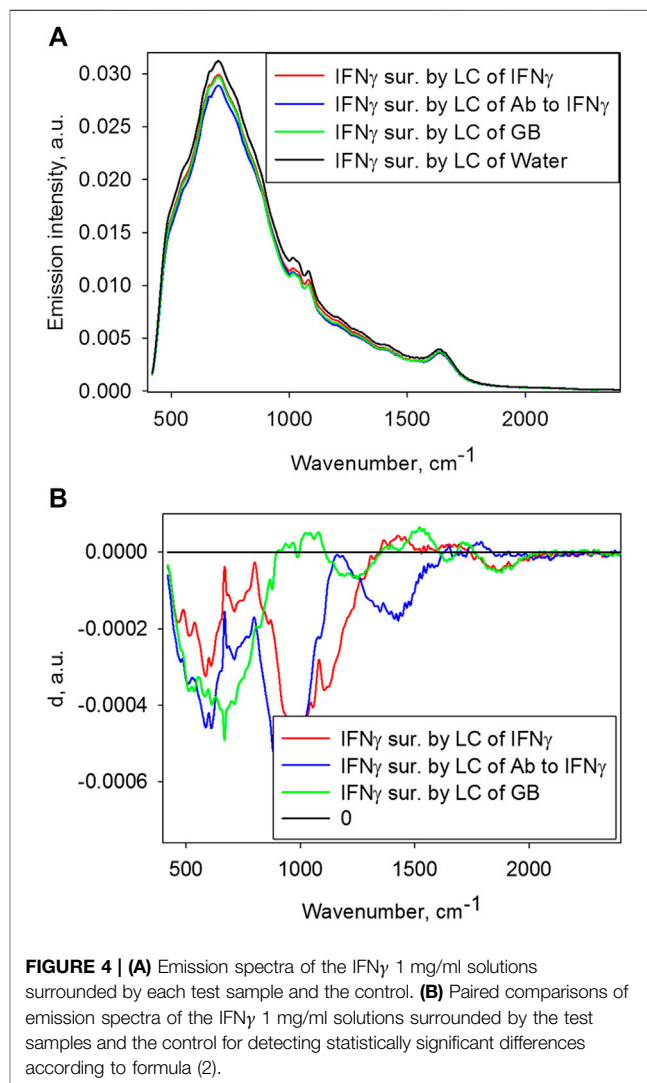 A
0.030
0.025
0.020
0.015
0.010
0.005
0.000
Emission intensity, a.u.
IFNγ sur. by LC of IFNγ
IFNγ sur. by LC of Ab to IFNγ
IFNγ sur. by LC of GB
IFNγ sur. by LC of Water
500 1000 1500 2000
Wavenumber, cm⁻¹
B
0.0000
-0.0002
-0.0004
-0.0006
d, a.u.
IFNγ sur. by LC of IFNγ
IFNγ sur. by LC of Ab to IFNγ
IFNγ sur. by LC of GB
0
500 1000 1500 2000
Wavenumber, cm⁻¹
FIGURE 4 | (A) Emission spectra of the IFNγ 1 mg/ml solutions
surrounded by each test sample and the control. (B) Paired comparisons of
emission spectra of the IFNγ 1 mg/ml solutions surrounded by the test
samples and the control for detecting statistically significant differences
according to formula (2).